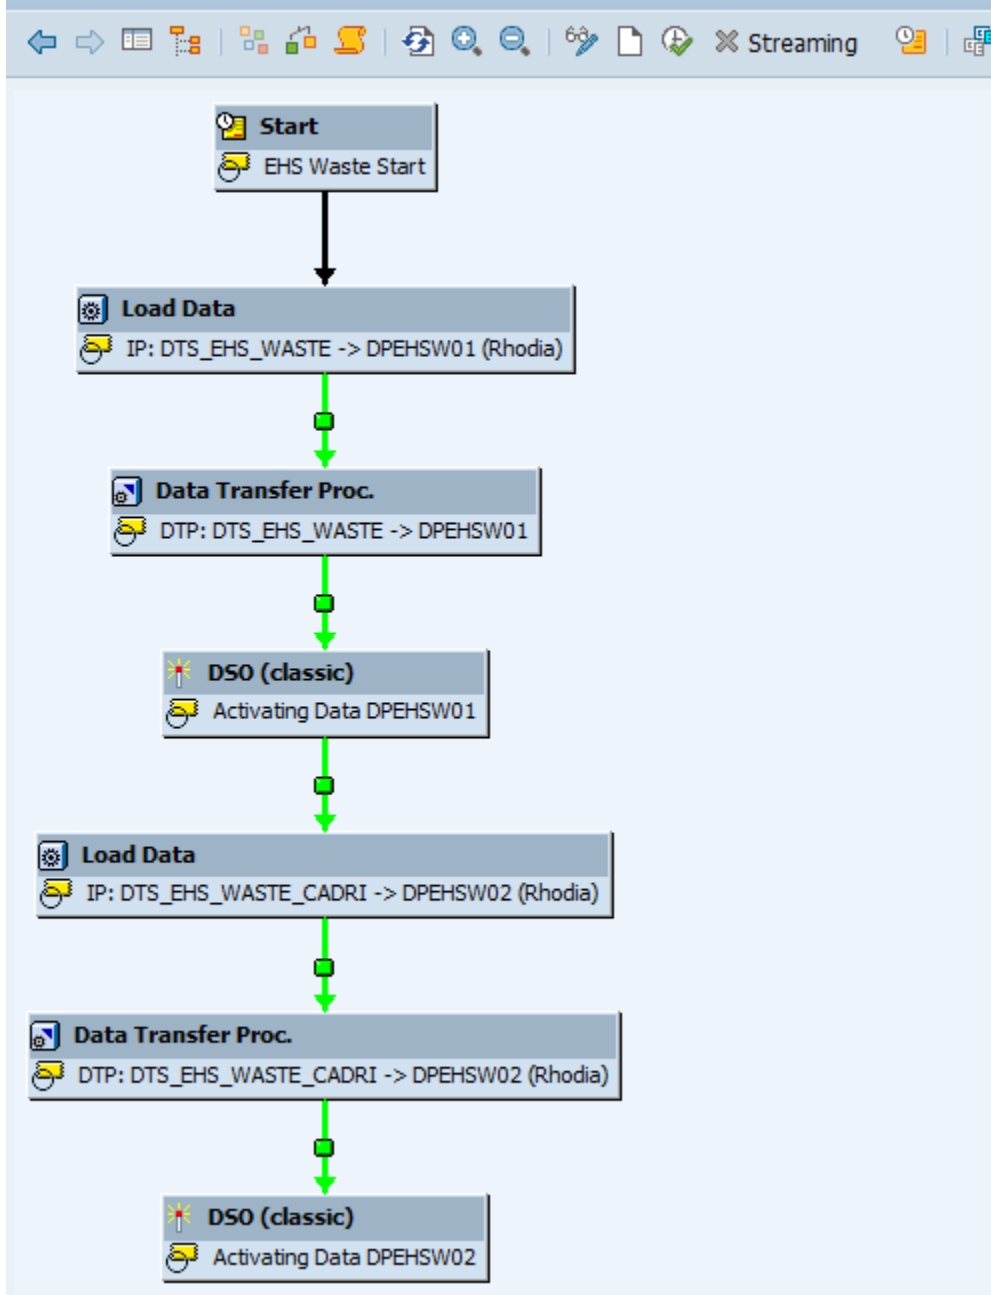 Streaming
Start
EHS Waste Start
Load Data
IP: DTS_EHS_WASTE -> DPEHSW01 (Rhodia)
Data Transfer Proc.
DTP: DTS_EHS_WASTE -> DPEHSW01
DSO (classic)
Activating Data DPEHSW01
Load Data
IP: DTS_EHS_WASTE_CADRI -> DPEHSW02 (Rhodia)
Data Transfer Proc.
DTP: DTS_EHS_WASTE_CADRI -> DPEHSW02 (Rhodia)
DSO (classic)
Activating Data DPEHSW02